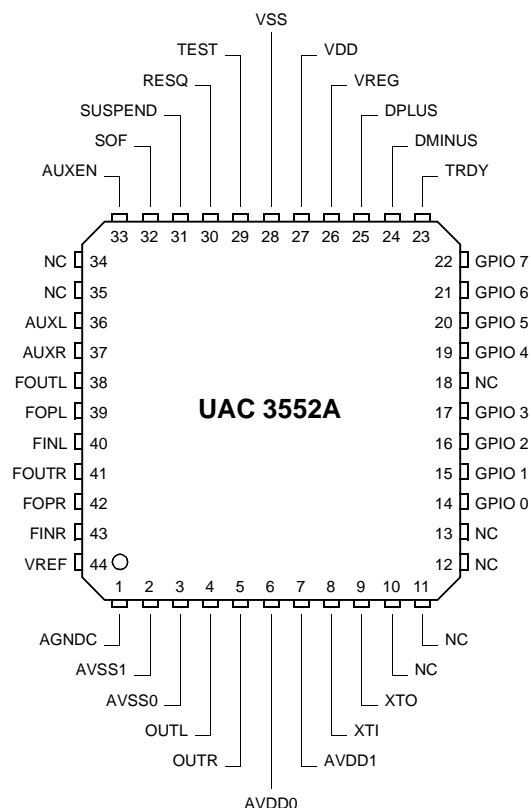 VSS
TEST VDD
RESQ VREG
SUSPEND DPLUS
SOF DMINUS
AUXEN TRDY
33 32 31 30 29 28 27 26 25 24 23
NC 34 22 GPIO 7
NC 35 21 GPIO 6
AUXL 36 20 GPIO 5
AUXR 37 19 GPIO 4
FOUTL 38 18 NC
FOPL 39 UAC 3552A 17 GPIO 3
FINL 40 16 GPIO 2
FOUTR 41 15 GPIO 1
FOPR 42 14 GPIO 0
FINR 43 13 NC
VREF 44 12 NC
1 2 3 4 5 6 7 8 9 10 11
AGNDC NC
AVSS1 NC
AVSS0 XTO
OUTL XTI
OUTR AVDD1
AVDD0